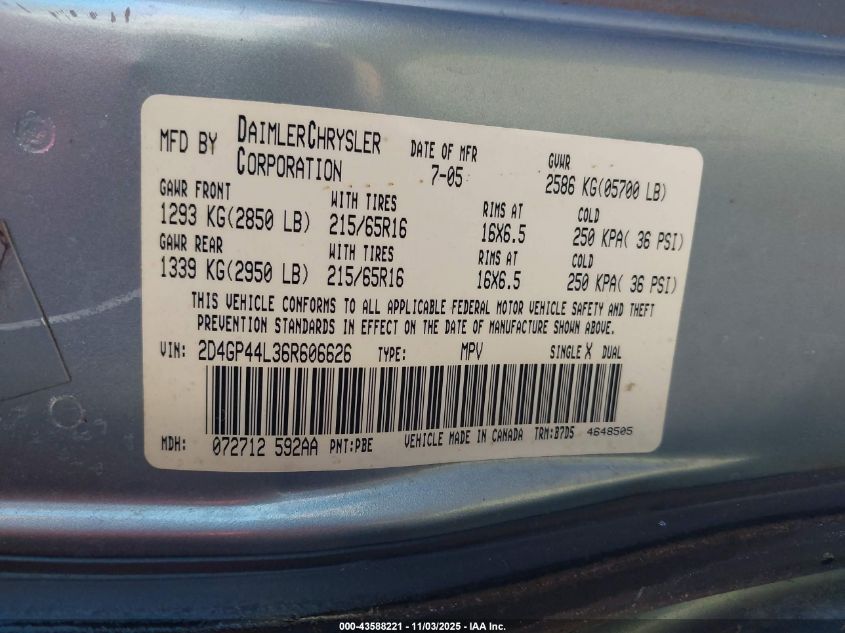 MFD BY DAIMLERCHRYSLER CORPORATION DATE OF MFR 7-05 GVWR 2586 KG(05700 LB)
GAWR FRONT WITH TIRES RIMS AT COLD
1293 KG(2850 LB) 215/65R16 16X6.5 250 KPA( 36 PSI)
GAWR REAR WITH TIRES RIMS AT COLD
1339 KG(2950 LB) 215/65R16 16X6.5 250 KPA( 36 PSI)
THIS VEHICLE CONFORMS TO ALL APPLICABLE FEDERAL MOTOR VEHICLE SAFETY AND THEFT
PREVENTION STANDARDS IN EFFECT ON THE DATE OF MANUFACTURE SHOWN ABOVE.
VIN: 2D4GP44L36R606626 TYPE: MPV SINGLE X DUAL
MDH: 072712 592AA PNT:PBE VEHICLE MADE IN CANADA TRM:B7D5 4648505
000-43588221 - 11/03/2025 - IAA Inc.